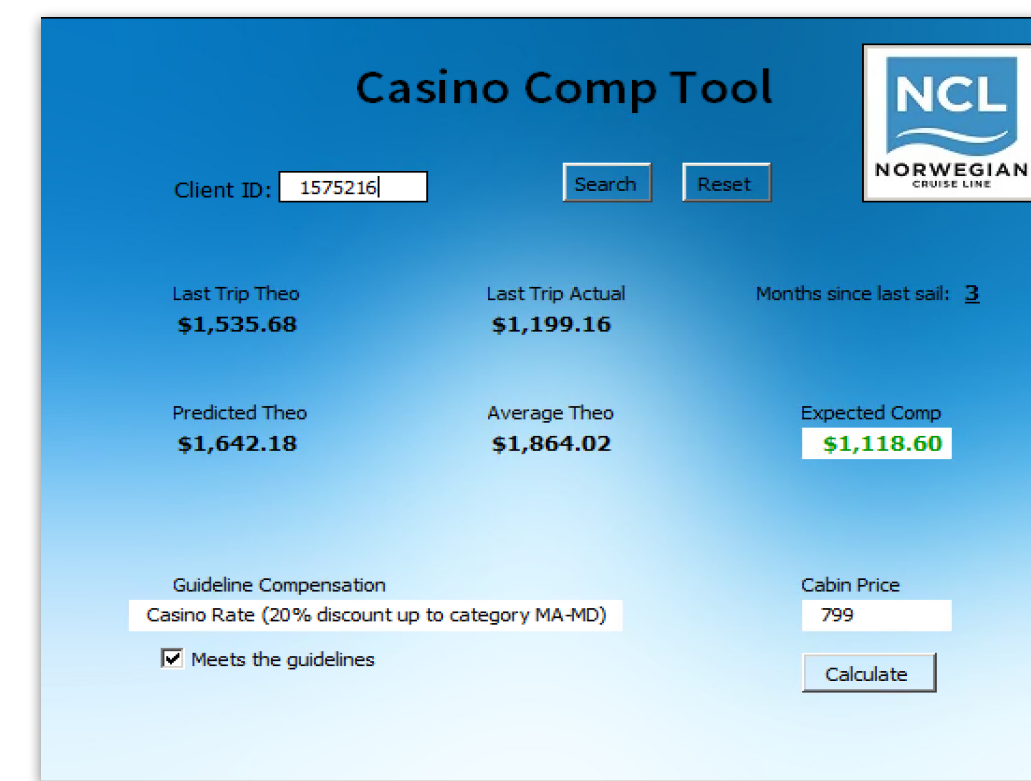 Casino Comp Tool
NCL
NORWEGIAN
CRUISE LINE
Client ID: 1575216 Search Reset
Last Trip Theo Last Trip Actual Months since last sail: 3
$1,535.68 $1,199.16
Predicted Theo Average Theo Expected Comp
$1,642.18 $1,864.02 $1,118.60
Guideline Compensation Cabin Price
Casino Rate (20% discount up to category MA-MD) 799
Meets the guidelines
Calculate